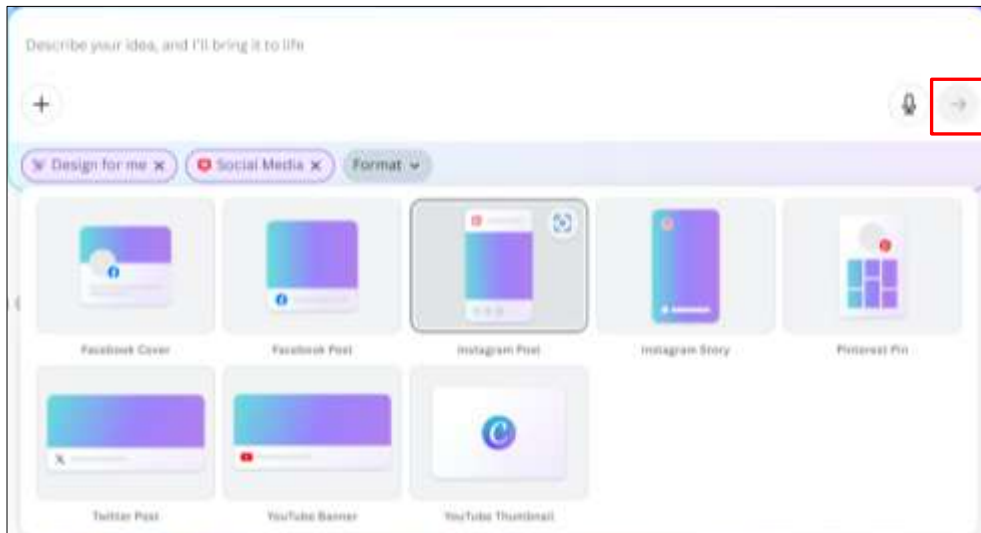 Describe your idea, and I'll bring it to life
Design for me
Social Media
Format
Facebook Cover
Facebook Post
Instagram Post
Instagram Story
Pinterest Pin
Twitter Post
YouTube Banner
YouTube Thumbnail